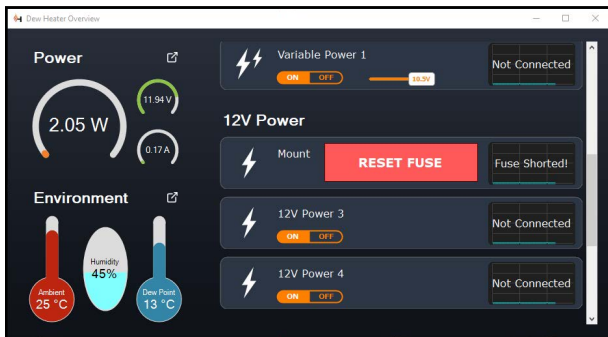 Dew Heater Overview
Power
2.05 W
11.94 V
0.17 A
Environment
Ambient
25 °C
Humidity
45%
Dew Point
13 °C
Variable Power 1
ON OFF
10.5V
Not Connected
12V Power
Mount
RESET FUSE
Fuse Shorted!
12V Power 3
ON OFF
Not Connected
12V Power 4
ON OFF
Not Connected